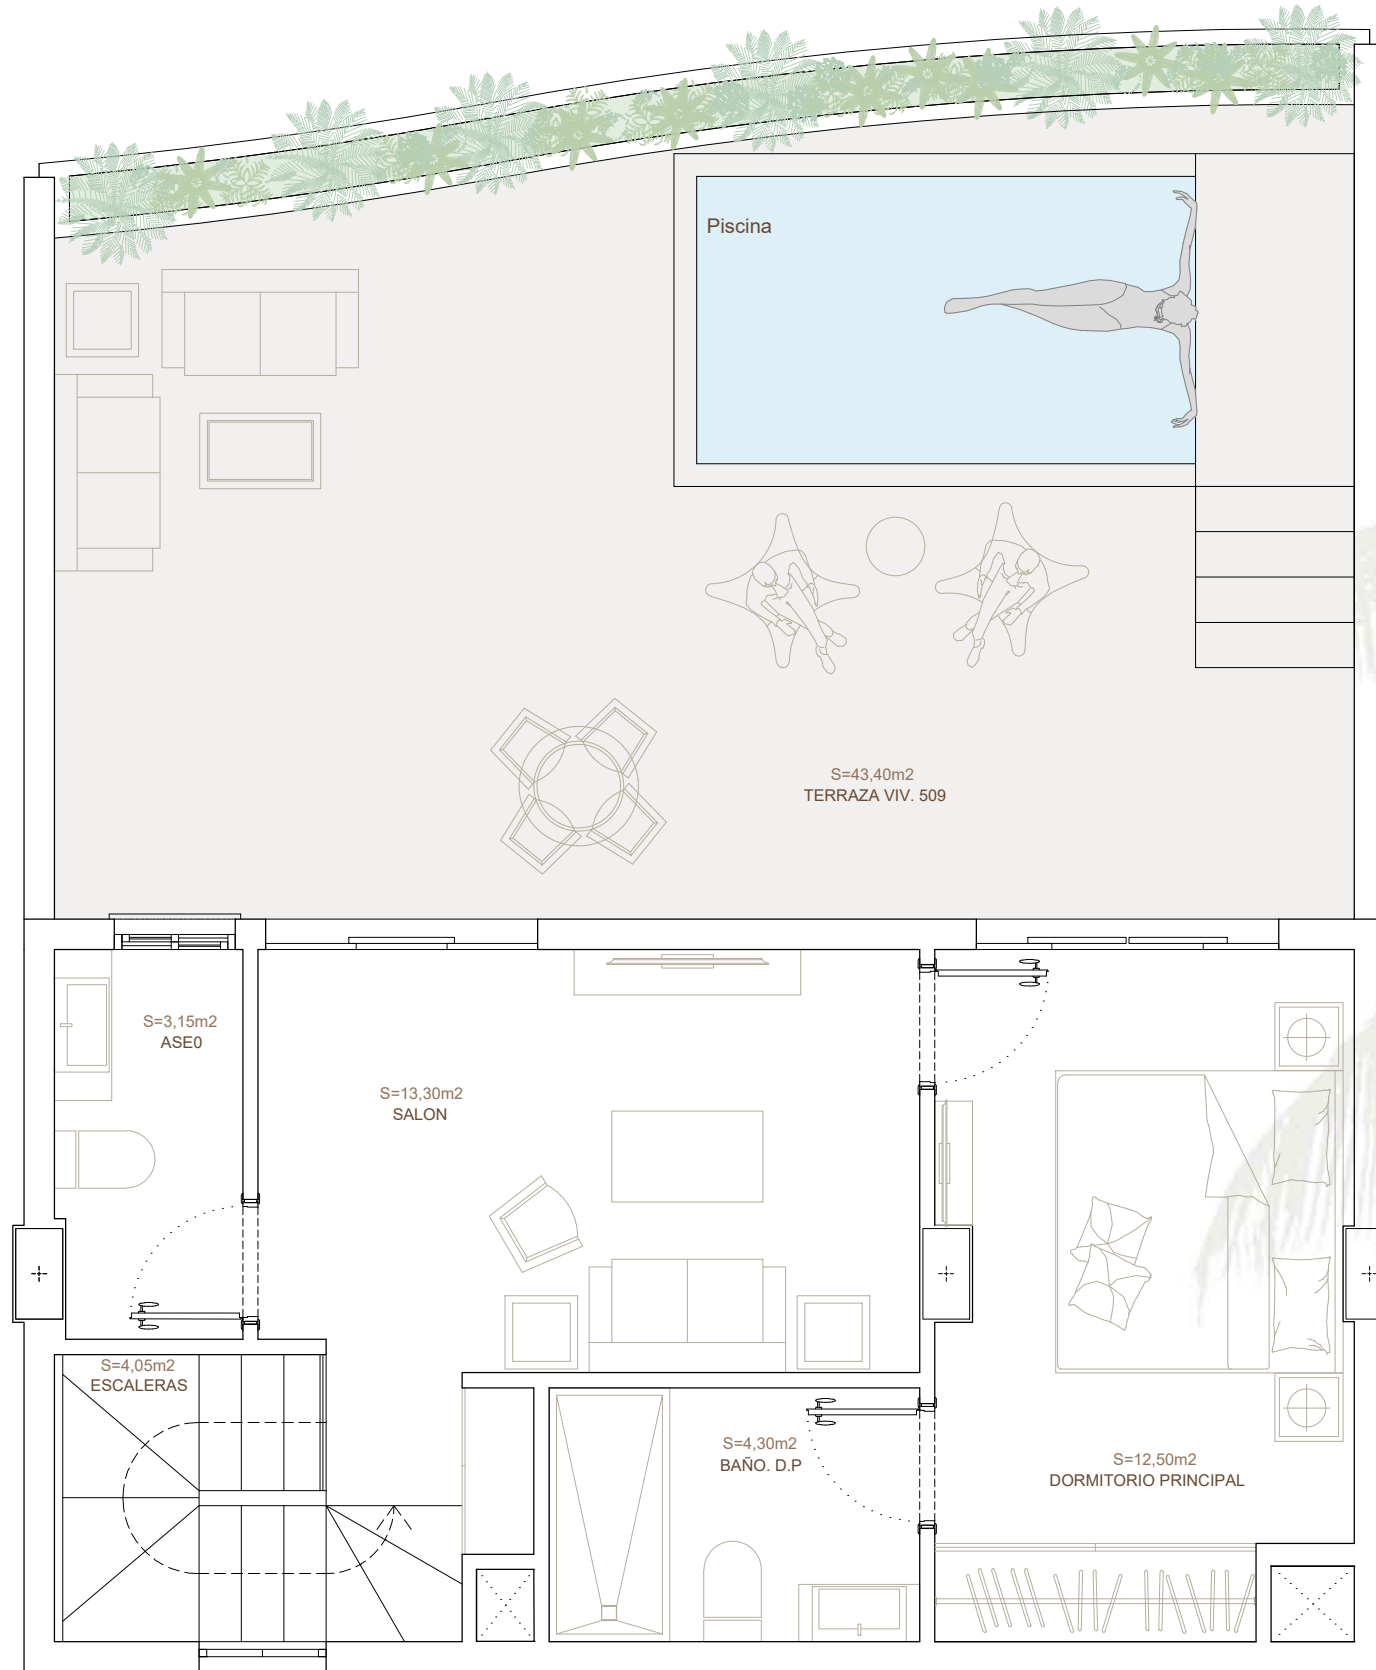 Piscina
S=43,40m2
TERRAZA VIV. 509
S=3,15m2
ASE0
S=13,30m2
SALON
S=4,05m2
ESCALERAS
S=4,30m2
BAÑO. D.P
S=12,50m2
DORMITORIO PRINCIPAL